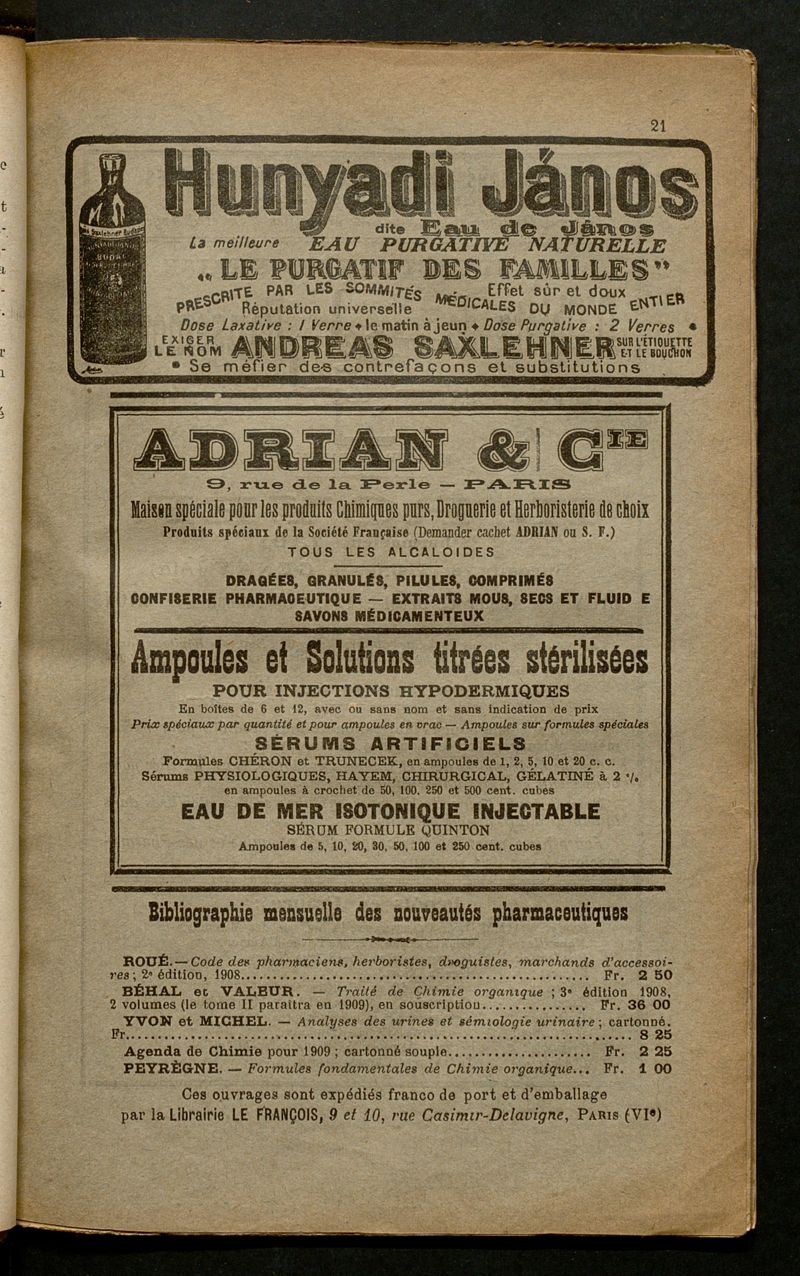 21
Hunyadi János
dite Eau de János
La meilleure EAU PURGATIVE NATURELLE
„ LE PURGATIF DES FAMILLES”
PRESCRITE PAR LES SOMMITÉS MÉDICALES DU MONDE ENTIER
Effet sûr et doux
Réputation universelle
Dose Laxative : 1 Verre le matin à jeun Dose Purgative : 2 Verres
EXIGER LE NOM ANDREAS SAXLEHNER SUR L'ÉTIQUETTE ET LE BOUCHON
Se méfier des contrefaçons et substitutions
ADRIAN & CIE
9, rue de la Perle — PARIS
Maison spéciale pour les produits Chimiques purs, Droguerie et Herboristerie de choix
Produits spéciaux de la Société Française (Demander cachet ADRIAN ou S. F.)
TOUS LES ALCALOIDES
DRAGÉES, GRANULÉS, PILULES, COMPRIMÉS
CONFISERIE PHARMACEUTIQUE — EXTRAITS MOUS, SECS ET FLUID E
SAVONS MÉDICAMENTEUX
Ampoules et Solutions titrées stérilisées
POUR INJECTIONS HYPODERMIQUES
En boîtes de 6 et 12, avec ou sans nom et sans indication de prix
Prix spéciaux par quantité et pour ampoules en vrac — Ampoules sur formules spéciales
SÉRUMS ARTIFICIELS
Formules CHÉRON et TRUNECEK, en ampoules de 1, 2, 5, 10 et 20 c. c.
Sérums PHYSIOLOGIQUES, HAYEM, CHIRURGICAL, GÉLATINÉ à 2 %
en ampoules à crochet de 50, 100, 250 et 500 cent. cubes
EAU DE MER ISOTONIQUE INJECTABLE
SÉRUM FORMULE QUINTON
Ampoules de 5, 10, 20, 30, 50, 100 et 250 cent. cubes
Bibliographie mensuelle des nouveautés pharmaceutiques
ROUÉ. — Code des pharmaciens, herboristes, droguistes, marchands d'accessoi-
res ; 2e édition, 1908........ Fr. 2 50
BÉHAL et VALEUR. — Traité de Chimie organique ; 3e édition 1908,
2 volumes (le tome II paraîtra en 1909), en souscription........ Fr. 36 00
YVON et MICHEL. — Analyses des urines et sémiologie urinaire ; cartonné.
Fr........ 8 25
Agenda de Chimie pour 1909 ; cartonné souple........ Fr. 2 25
PEYRÈGNE. — Formules fondamentales de Chimie organique... Fr. 1 00
Ces ouvrages sont expédiés franco de port et d'emballage
par la Librairie LE FRANÇOIS, 9 et 10, rue Casimir-Delavigne, PARIS (VIe)